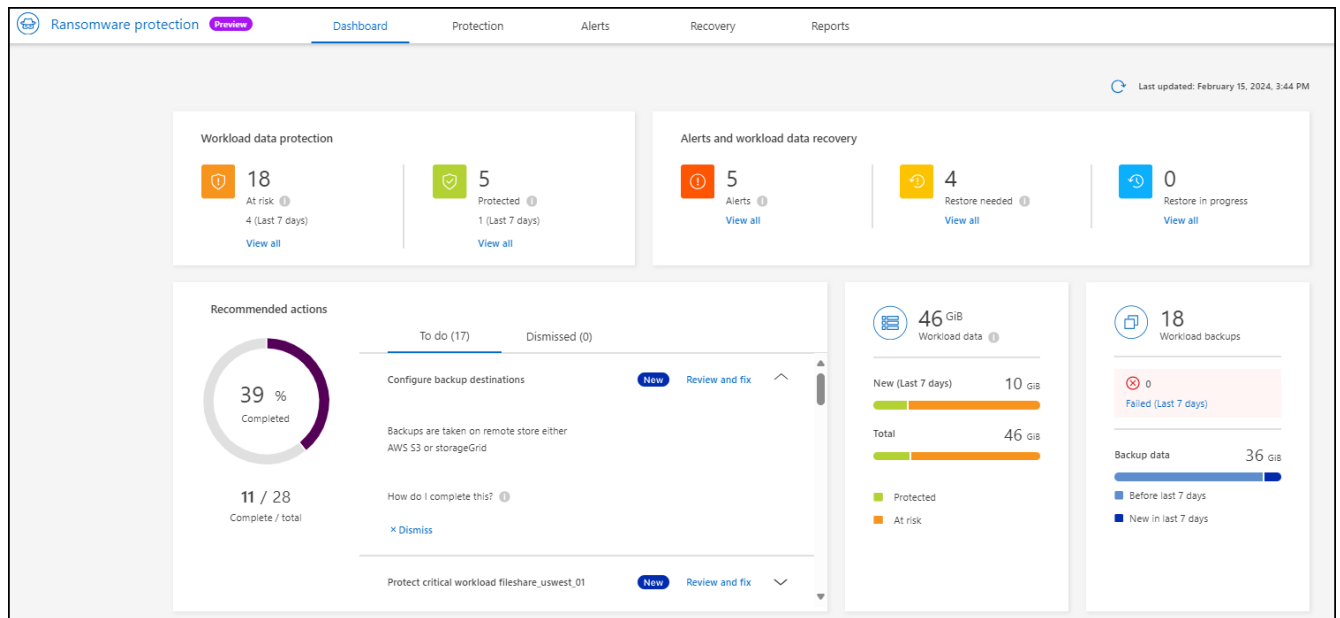 Ransomware protection Preview Dashboard Protection Alerts Recovery Reports
Last updated: February 15, 2024, 3:44 PM
Workload data protection
18
At risk
4 (Last 7 days)
View all
5
Protected
1 (Last 7 days)
View all
Alerts and workload data recovery
5
Alerts
View all
4
Restore needed
View all
0
Restore in progress
View all
Recommended actions
39 %
Completed
11 / 28
Complete / total
To do (17) Dismissed (0)
Configure backup destinations New Review and fix
Backups are taken on remote store either
AWS S3 or storageGrid
How do I complete this?
× Dismiss
Protect critical workload fileshare_uswest_01 New Review and fix
46 GiB
Workload data
New (Last 7 days) 10 GiB
Total 46 GiB
Protected
At risk
18
Workload backups
0
Failed (Last 7 days)
Backup data 36 GiB
Before last 7 days
New in last 7 days